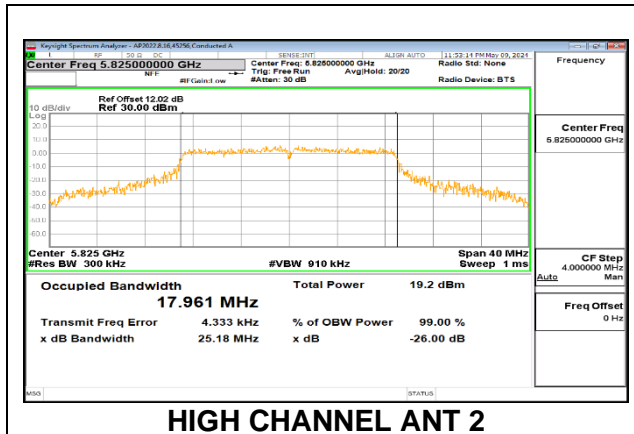 Keysight Spectrum Analyzer - AP2022.8.16,45256,Conducted A
RF 50 Ω DC SENSE:INT ALIGN AUTO 11:53:14 PM May 09, 2024
Center Freq 5.825000000 GHz Center Freq: 5.825000000 GHz Radio Std: None
NFE Trig: Free Run Avg|Hold: 20/20
#IFGain:Low #Atten: 30 dB Radio Device: BTS
Frequency
Ref Offset 12.02 dB
10 dB/div Ref 30.00 dBm
Log
20.0
10.0
0.00
-10.0
-20.0
-30.0
-40.0
-50.0
-60.0
Center 5.825 GHz Span 40 MHz
#Res BW 300 kHz #VBW 910 kHz Sweep 1 ms
Center Freq
5.825000000 GHz
CF Step
4.000000 MHz
Auto Man
Freq Offset
0 Hz
Occupied Bandwidth Total Power 19.2 dBm
17.961 MHz
Transmit Freq Error 4.333 kHz % of OBW Power 99.00 %
x dB Bandwidth 25.18 MHz x dB -26.00 dB
MSG STATUS
HIGH CHANNEL ANT 2